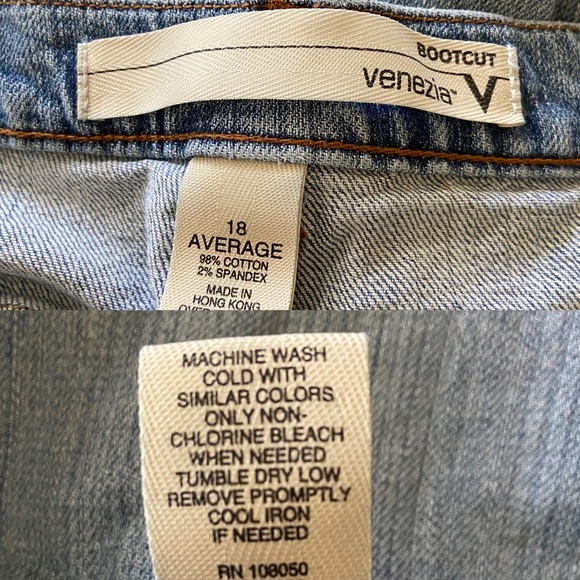 BOOTCUT
venezia™ V
18
AVERAGE
98% COTTON
2% SPANDEX
MADE IN
HONG KONG
MACHINE WASH
COLD WITH
SIMILAR COLORS
ONLY NON-
CHLORINE BLEACH
WHEN NEEDED
TUMBLE DRY LOW
REMOVE PROMPTLY
COOL IRON
IF NEEDED
RN 108050